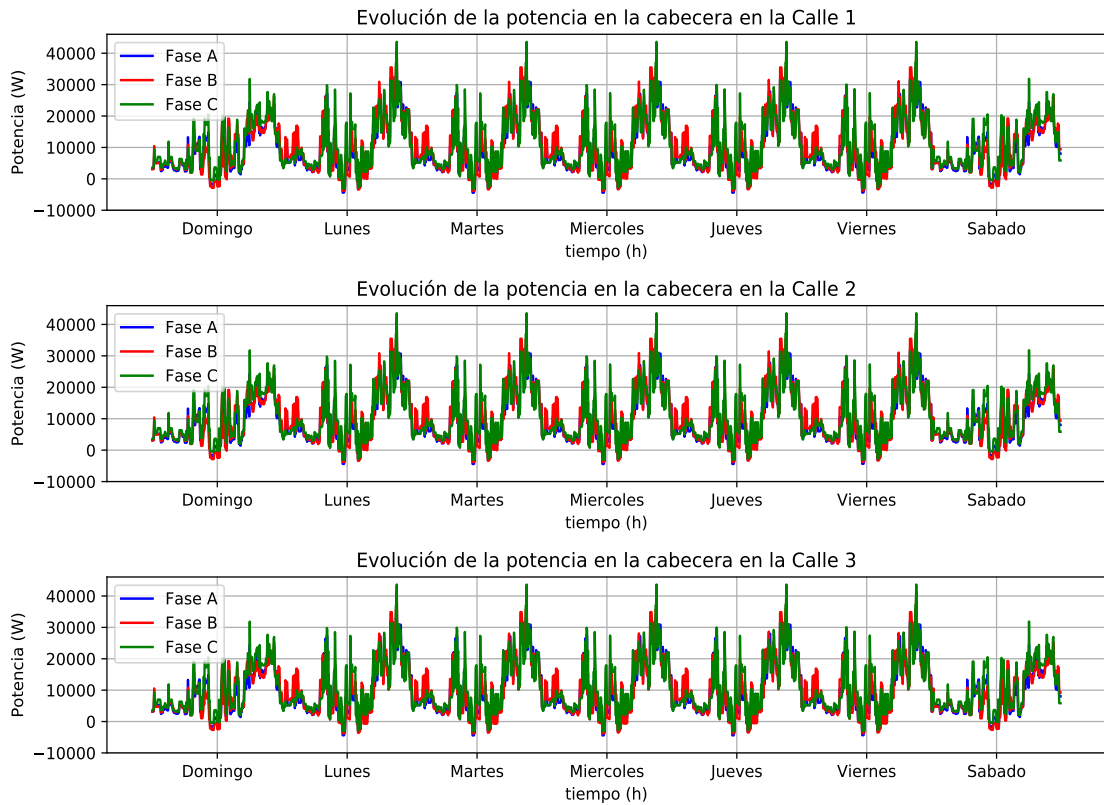 Evolución de la potencia en la cabecera en la Calle 1
Potencia (W)
40000
30000
20000
10000
0
−10000
Fase A
Fase B
Fase C
Domingo Lunes Martes Miercoles Jueves Viernes Sabado
tiempo (h)
Evolución de la potencia en la cabecera en la Calle 2
Potencia (W)
40000
30000
20000
10000
0
−10000
Fase A
Fase B
Fase C
Domingo Lunes Martes Miercoles Jueves Viernes Sabado
tiempo (h)
Evolución de la potencia en la cabecera en la Calle 3
Potencia (W)
40000
30000
20000
10000
0
−10000
Fase A
Fase B
Fase C
Domingo Lunes Martes Miercoles Jueves Viernes Sabado
tiempo (h)